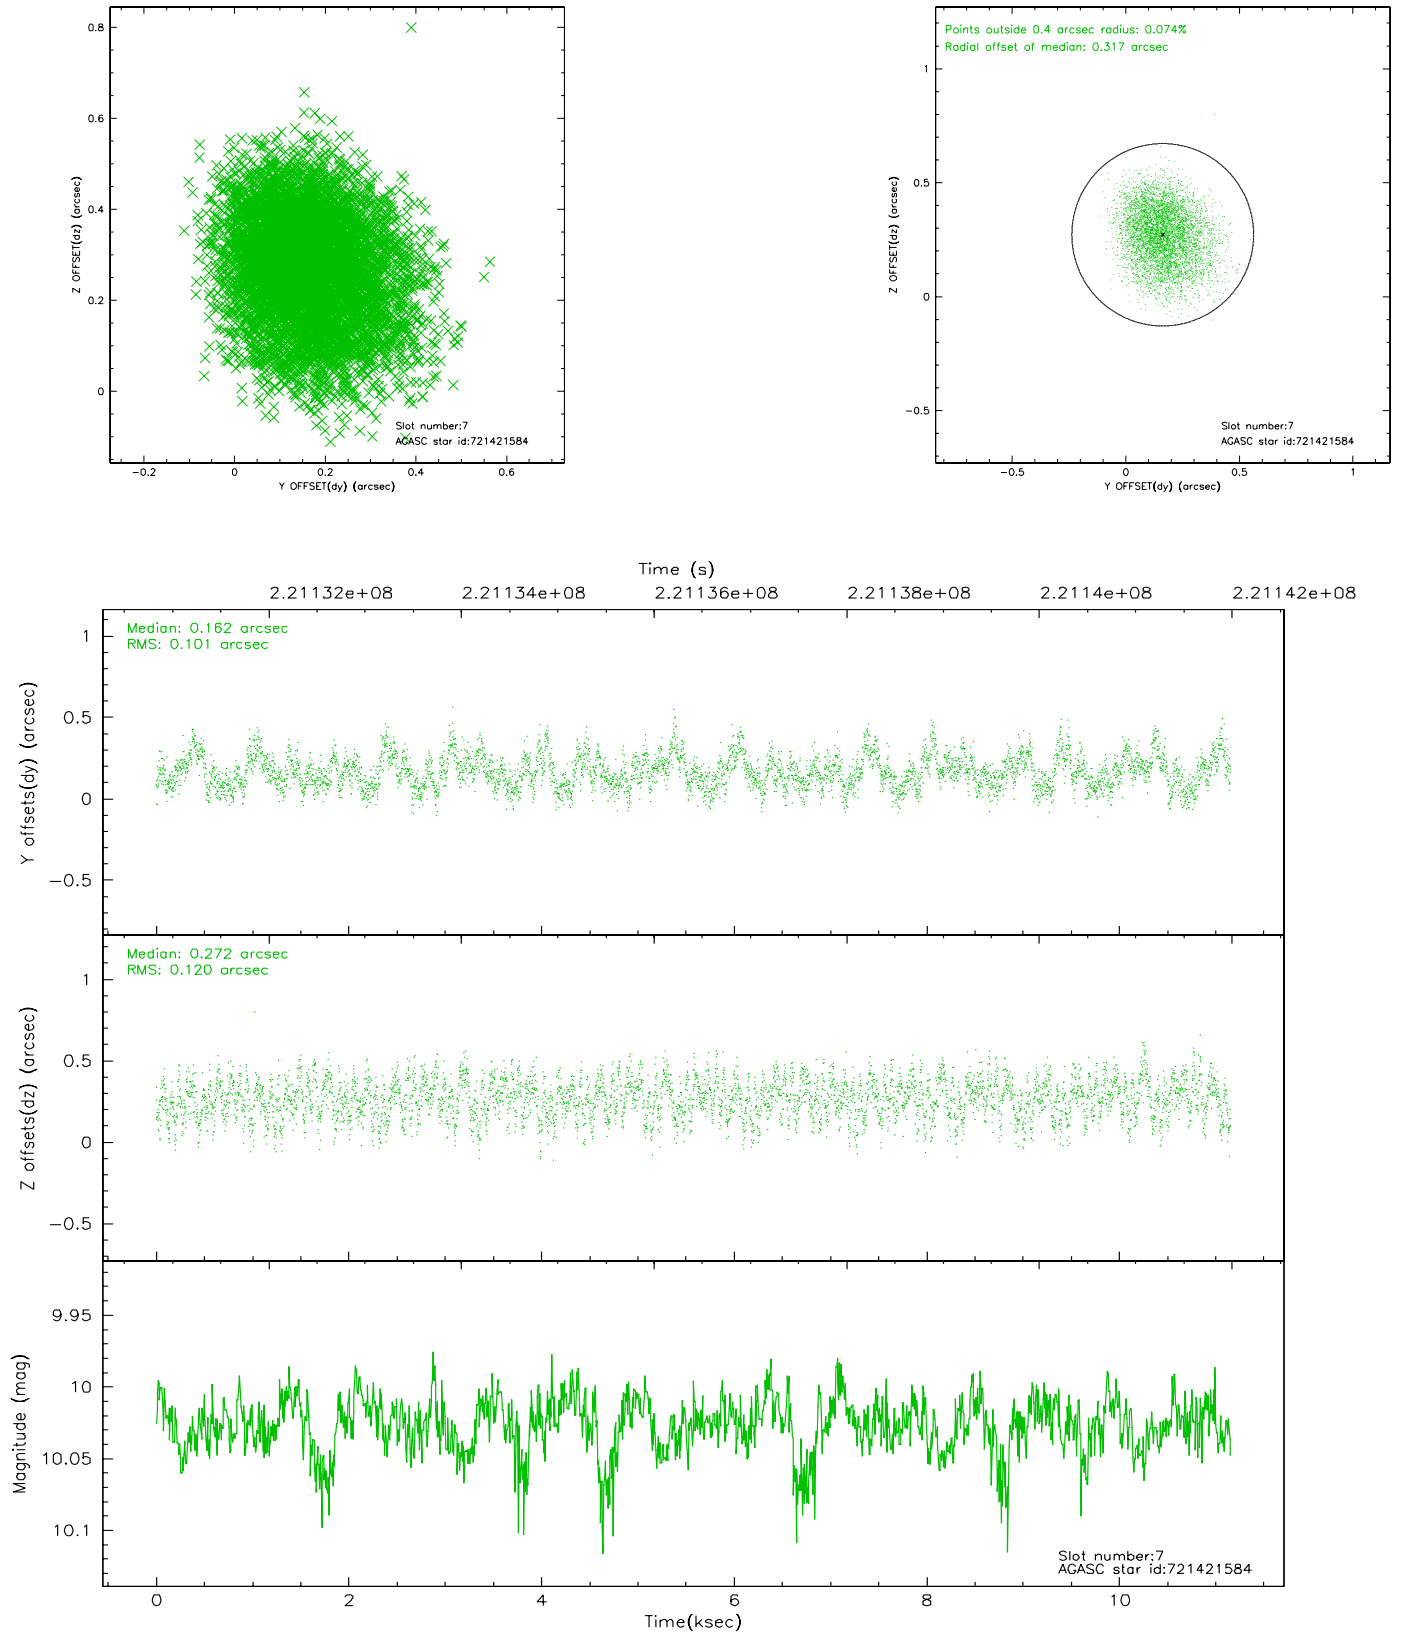 0.8
0.6
0.4
0.2
0
Z OFFSET(dz) (arcsec)
−0.2
0
0.2
0.4
0.6
Y OFFSET(dy) (arcsec)
Slot number:7
AGASC star id:721421584
Points outside 0.4 arcsec radius: 0.074%
Radial offset of median: 0.317 arcsec
1
0.5
0
−0.5
Z OFFSET(dz) (arcsec)
−0.5
0
0.5
1
Y OFFSET(dy) (arcsec)
Slot number:7
AGASC star id:721421584
Time (s)
2.21132e+08
2.21134e+08
2.21136e+08
2.21138e+08
2.2114e+08
2.21142e+08
Median: 0.162 arcsec
RMS: 0.101 arcsec
1
0.5
0
−0.5
Y offsets(dy) (arcsec)
Median: 0.272 arcsec
RMS: 0.120 arcsec
1
0.5
0
−0.5
Z offsets(dz) (arcsec)
9.95
10
10.05
10.1
Magnitude (mag)
Slot number:7
AGASC star id:721421584
0
2
4
6
8
10
Time(ksec)